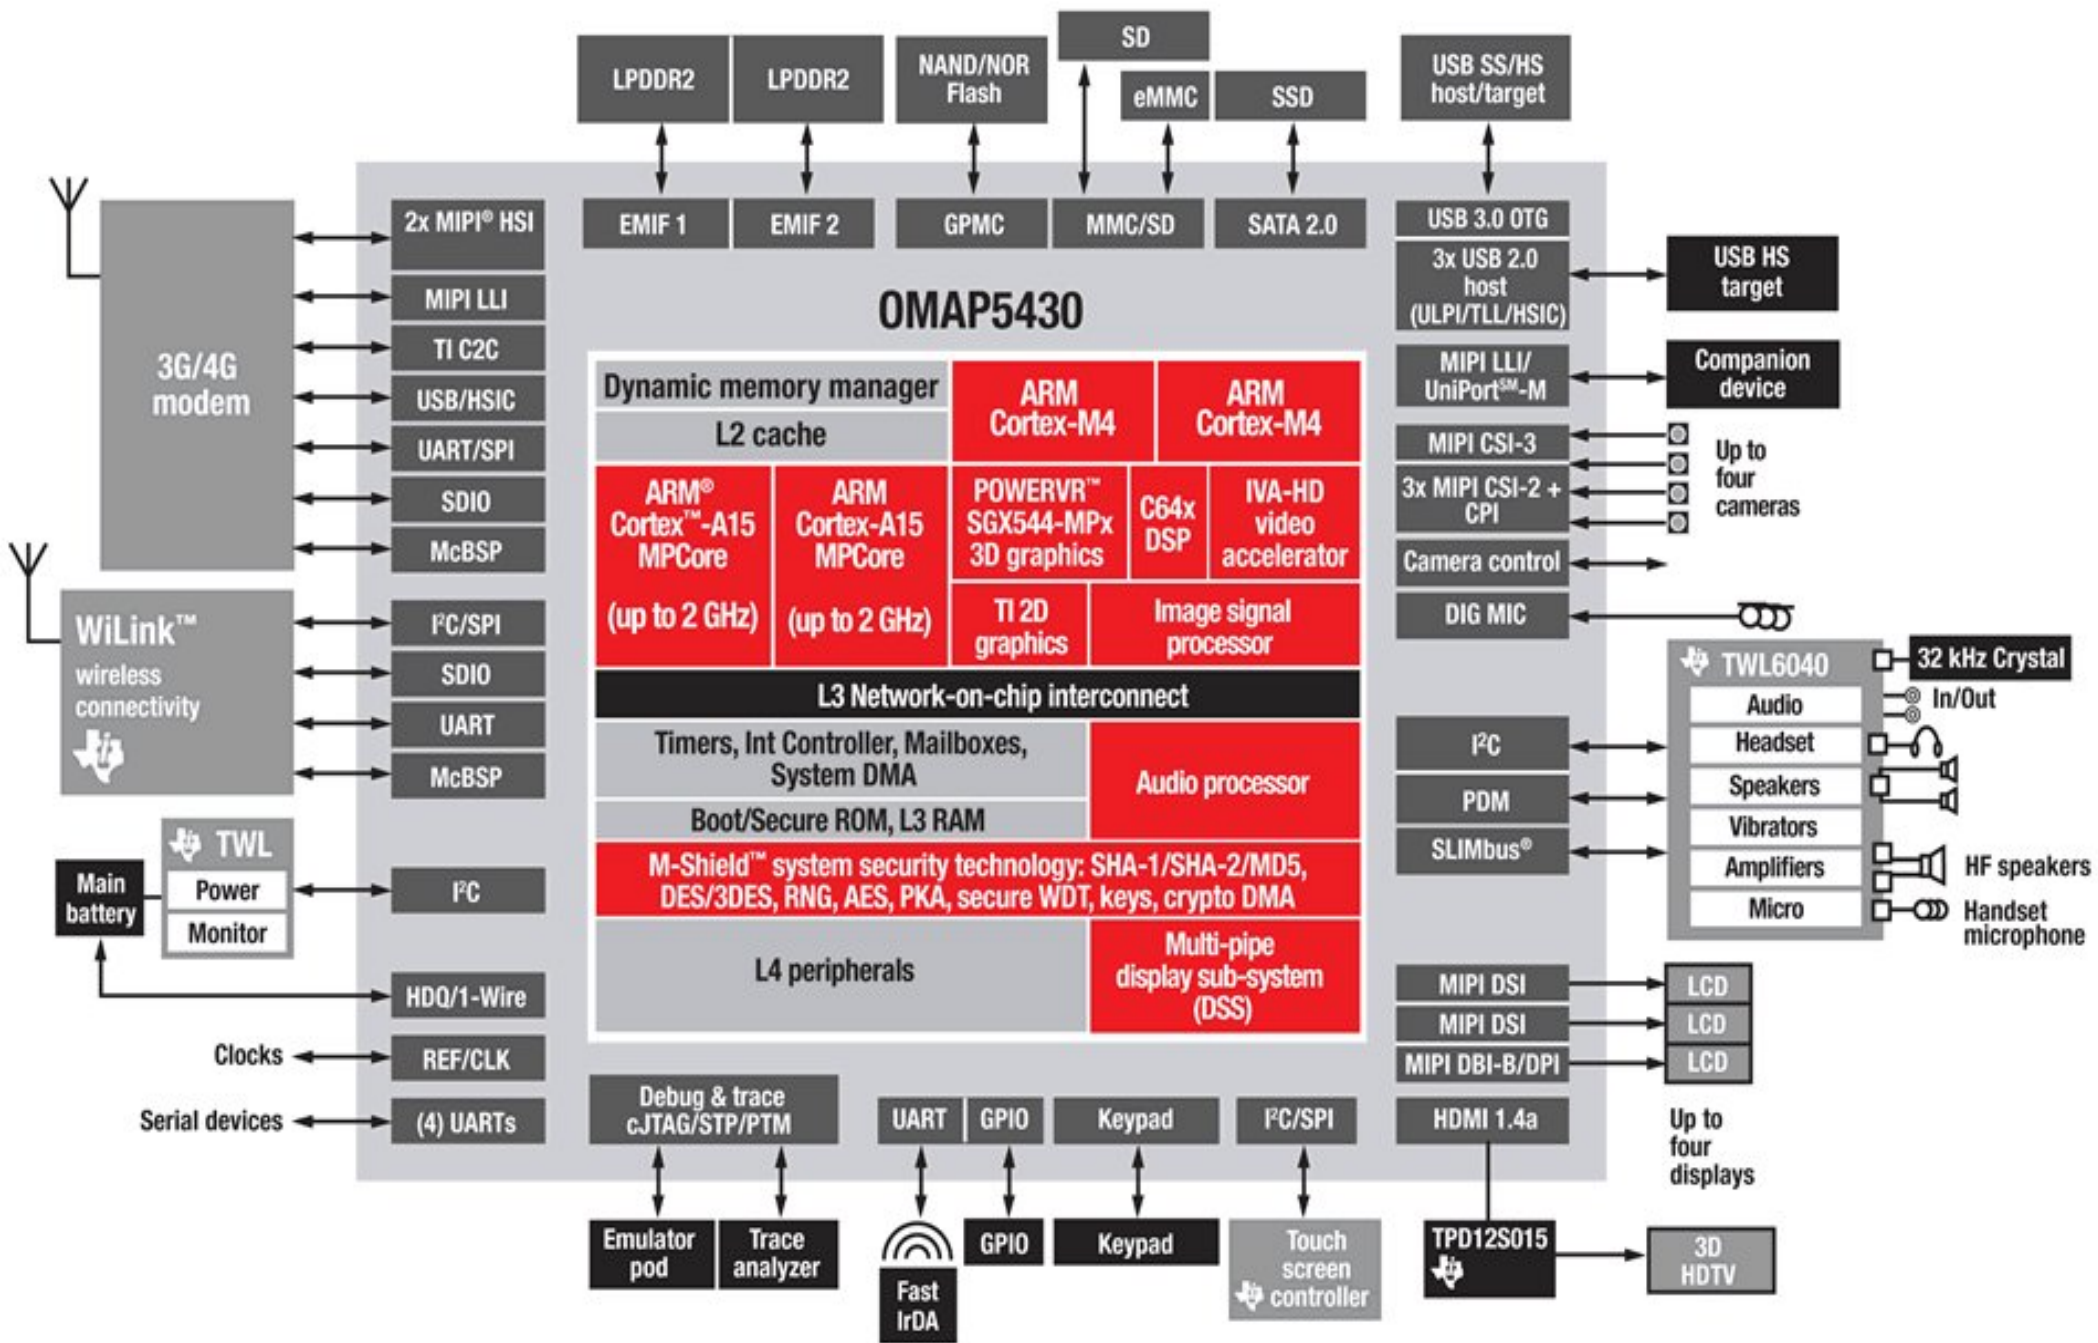 SD
LPDDR2
LPDDR2
NAND/NOR
Flash
eMMC
SSD
USB SS/HS
host/target
EMIF 1
EMIF 2
GPMC
MMC/SD
SATA 2.0
USB 3.0 OTG
3x USB 2.0
host
(ULPI/TLL/HSIC)
USB HS
target
MIPI LLI/
UniPort℠-M
Companion
device
MIPI CSI-3
3x MIPI CSI-2 +
CPI
Up to
four
cameras
Camera control
DIG MIC
3G/4G
modem
2x MIPI® HSI
MIPI LLI
TI C2C
USB/HSIC
UART/SPI
SDIO
McBSP
WiLink™
wireless
connectivity
I²C/SPI
SDIO
UART
McBSP
TWL
Power
Monitor
Main
battery
I²C
HDQ/1-Wire
Clocks
REF/CLK
Serial devices
(4) UARTs
OMAP5430
Dynamic memory manager
L2 cache
ARM
Cortex-M4
ARM
Cortex-M4
ARM®
Cortex™-A15
MPCore
(up to 2 GHz)
ARM
Cortex-A15
MPCore
(up to 2 GHz)
POWERVR™
SGX544-MPx
3D graphics
C64x
DSP
IVA-HD
video
accelerator
TI 2D
graphics
Image signal
processor
L3 Network-on-chip interconnect
Timers, Int Controller, Mailboxes,
System DMA
Boot/Secure ROM, L3 RAM
Audio processor
M-Shield™ system security technology: SHA-1/SHA-2/MD5,
DES/3DES, RNG, AES, PKA, secure WDT, keys, crypto DMA
L4 peripherals
Multi-pipe
display sub-system
(DSS)
TWL6040
32 kHz Crystal
Audio
In/Out
Headset
Speakers
Vibrators
Amplifiers
HF speakers
Micro
Handset
microphone
I²C
PDM
SLIMbus®
MIPI DSI
LCD
MIPI DSI
LCD
MIPI DBI-B/DPI
LCD
HDMI 1.4a
Up to
four
displays
Debug & trace
cJTAG/STP/PTM
UART
GPIO
Keypad
I²C/SPI
Emulator
pod
Trace
analyzer
Fast
IrDA
GPIO
Keypad
Touch
screen
controller
TPD12S015
3D
HDTV